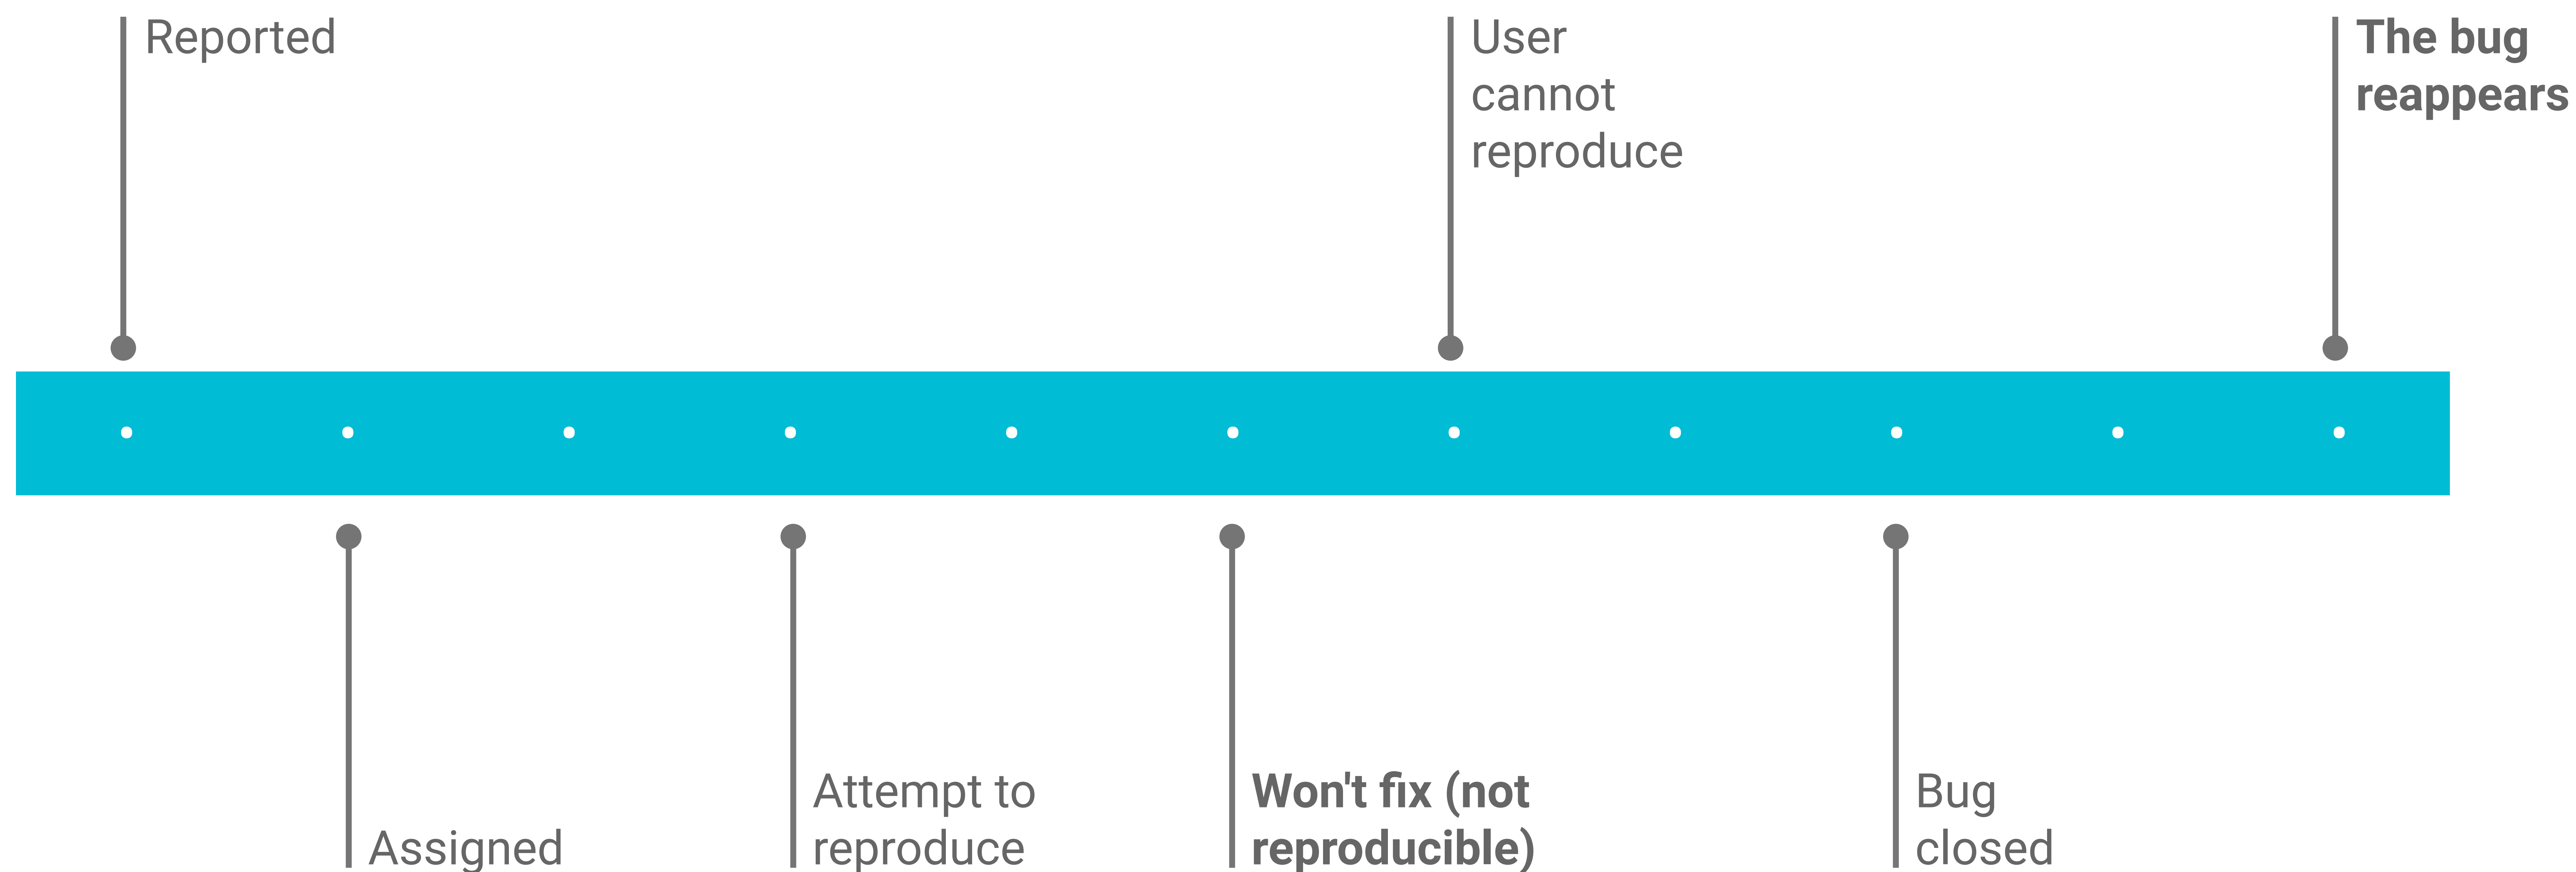 Reported
User
cannot
reproduce
The bug
reappears
Assigned
Attempt to
reproduce
Won't fix (not
reproducible)
Bug
closed